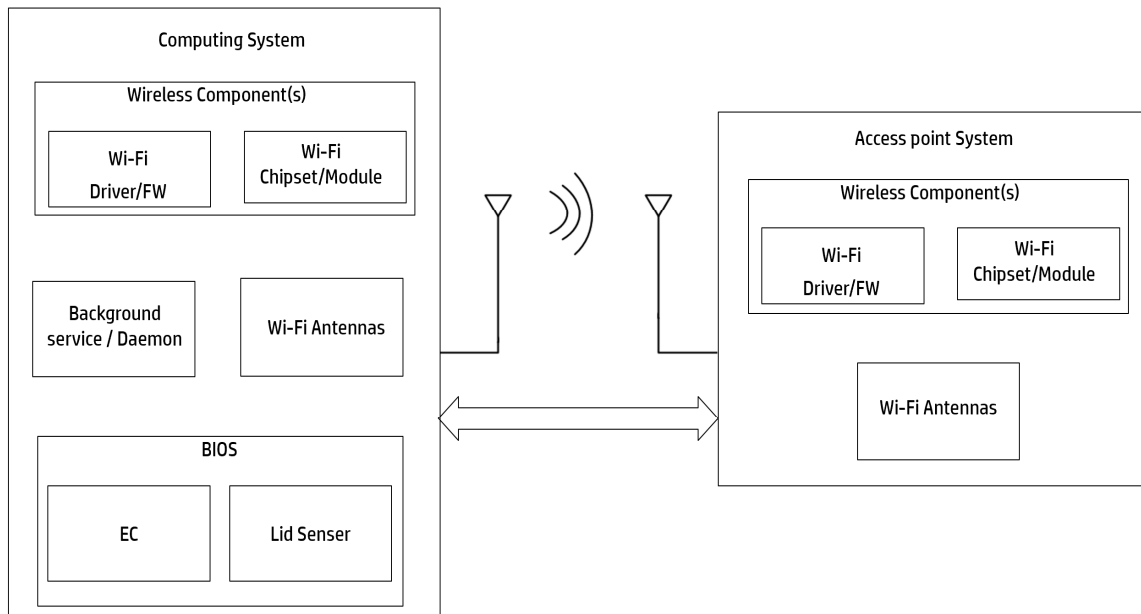 Computing System
Wireless Component(s)
Wi-Fi
Driver/FW
Wi-Fi
Chipset/Module
Background
service / Daemon
Wi-Fi Antennas
BIOS
EC
Lid Senser
Access point System
Wireless Component(s)
Wi-Fi
Driver/FW
Wi-Fi
Chipset/Module
Wi-Fi Antennas